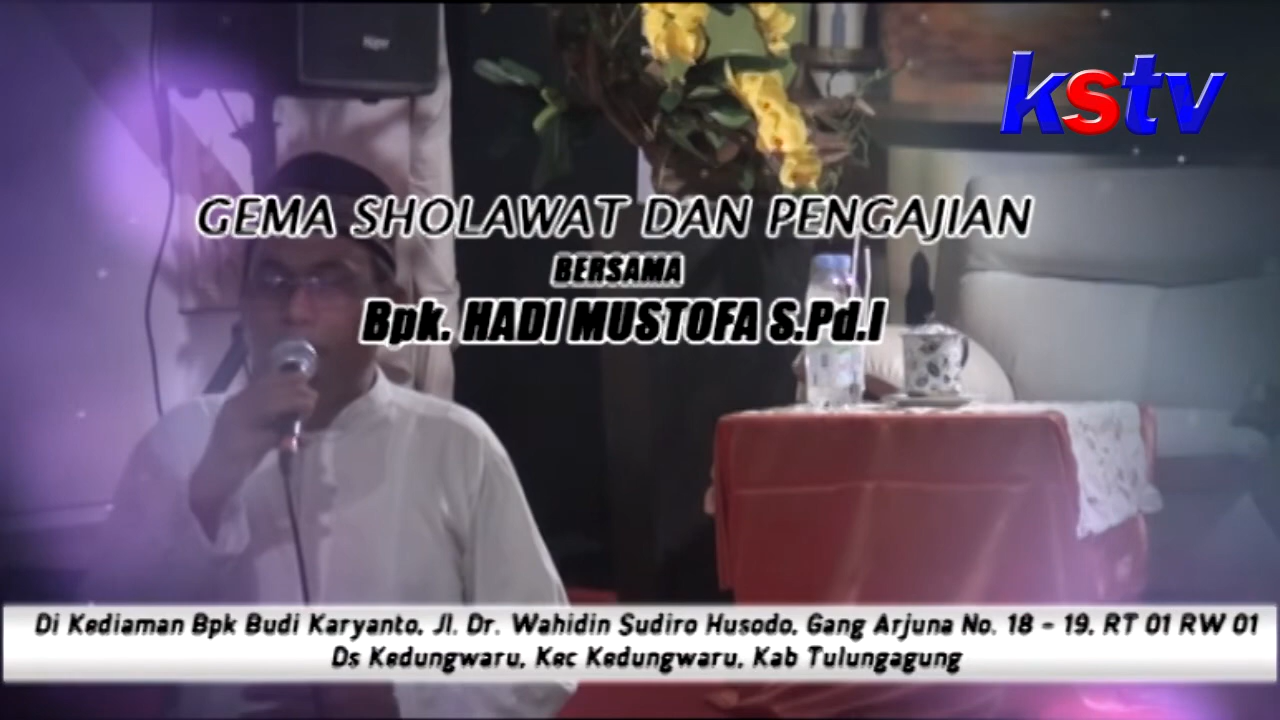 kstv
GEMA SHOLAWAT DAN PENGAJIAN
BERSAMA
Bpk. HADI MUSTOFA S.Pd.I
Di Kediaman Bpk Budi Karyanto, Jl. Dr. Wahidin Sudiro Husodo, Gang Arjuna No. 18 - 19, RT 01 RW 01
Ds Kedungwaru, Kec Kedungwaru, Kab Tulungagung